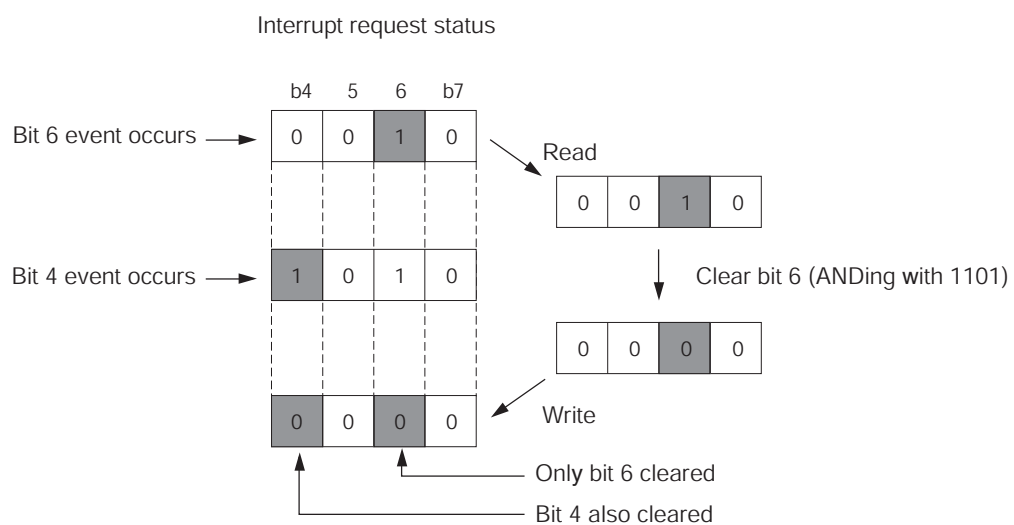 Interrupt request status
b4 5 6 b7
Bit 6 event occurs
0 0 1 0
Read
0 0 1 0
Bit 4 event occurs
1 0 1 0
Clear bit 6 (ANDing with 1101)
0 0 0 0
Write
0 0 0 0
Only bit 6 cleared
Bit 4 also cleared